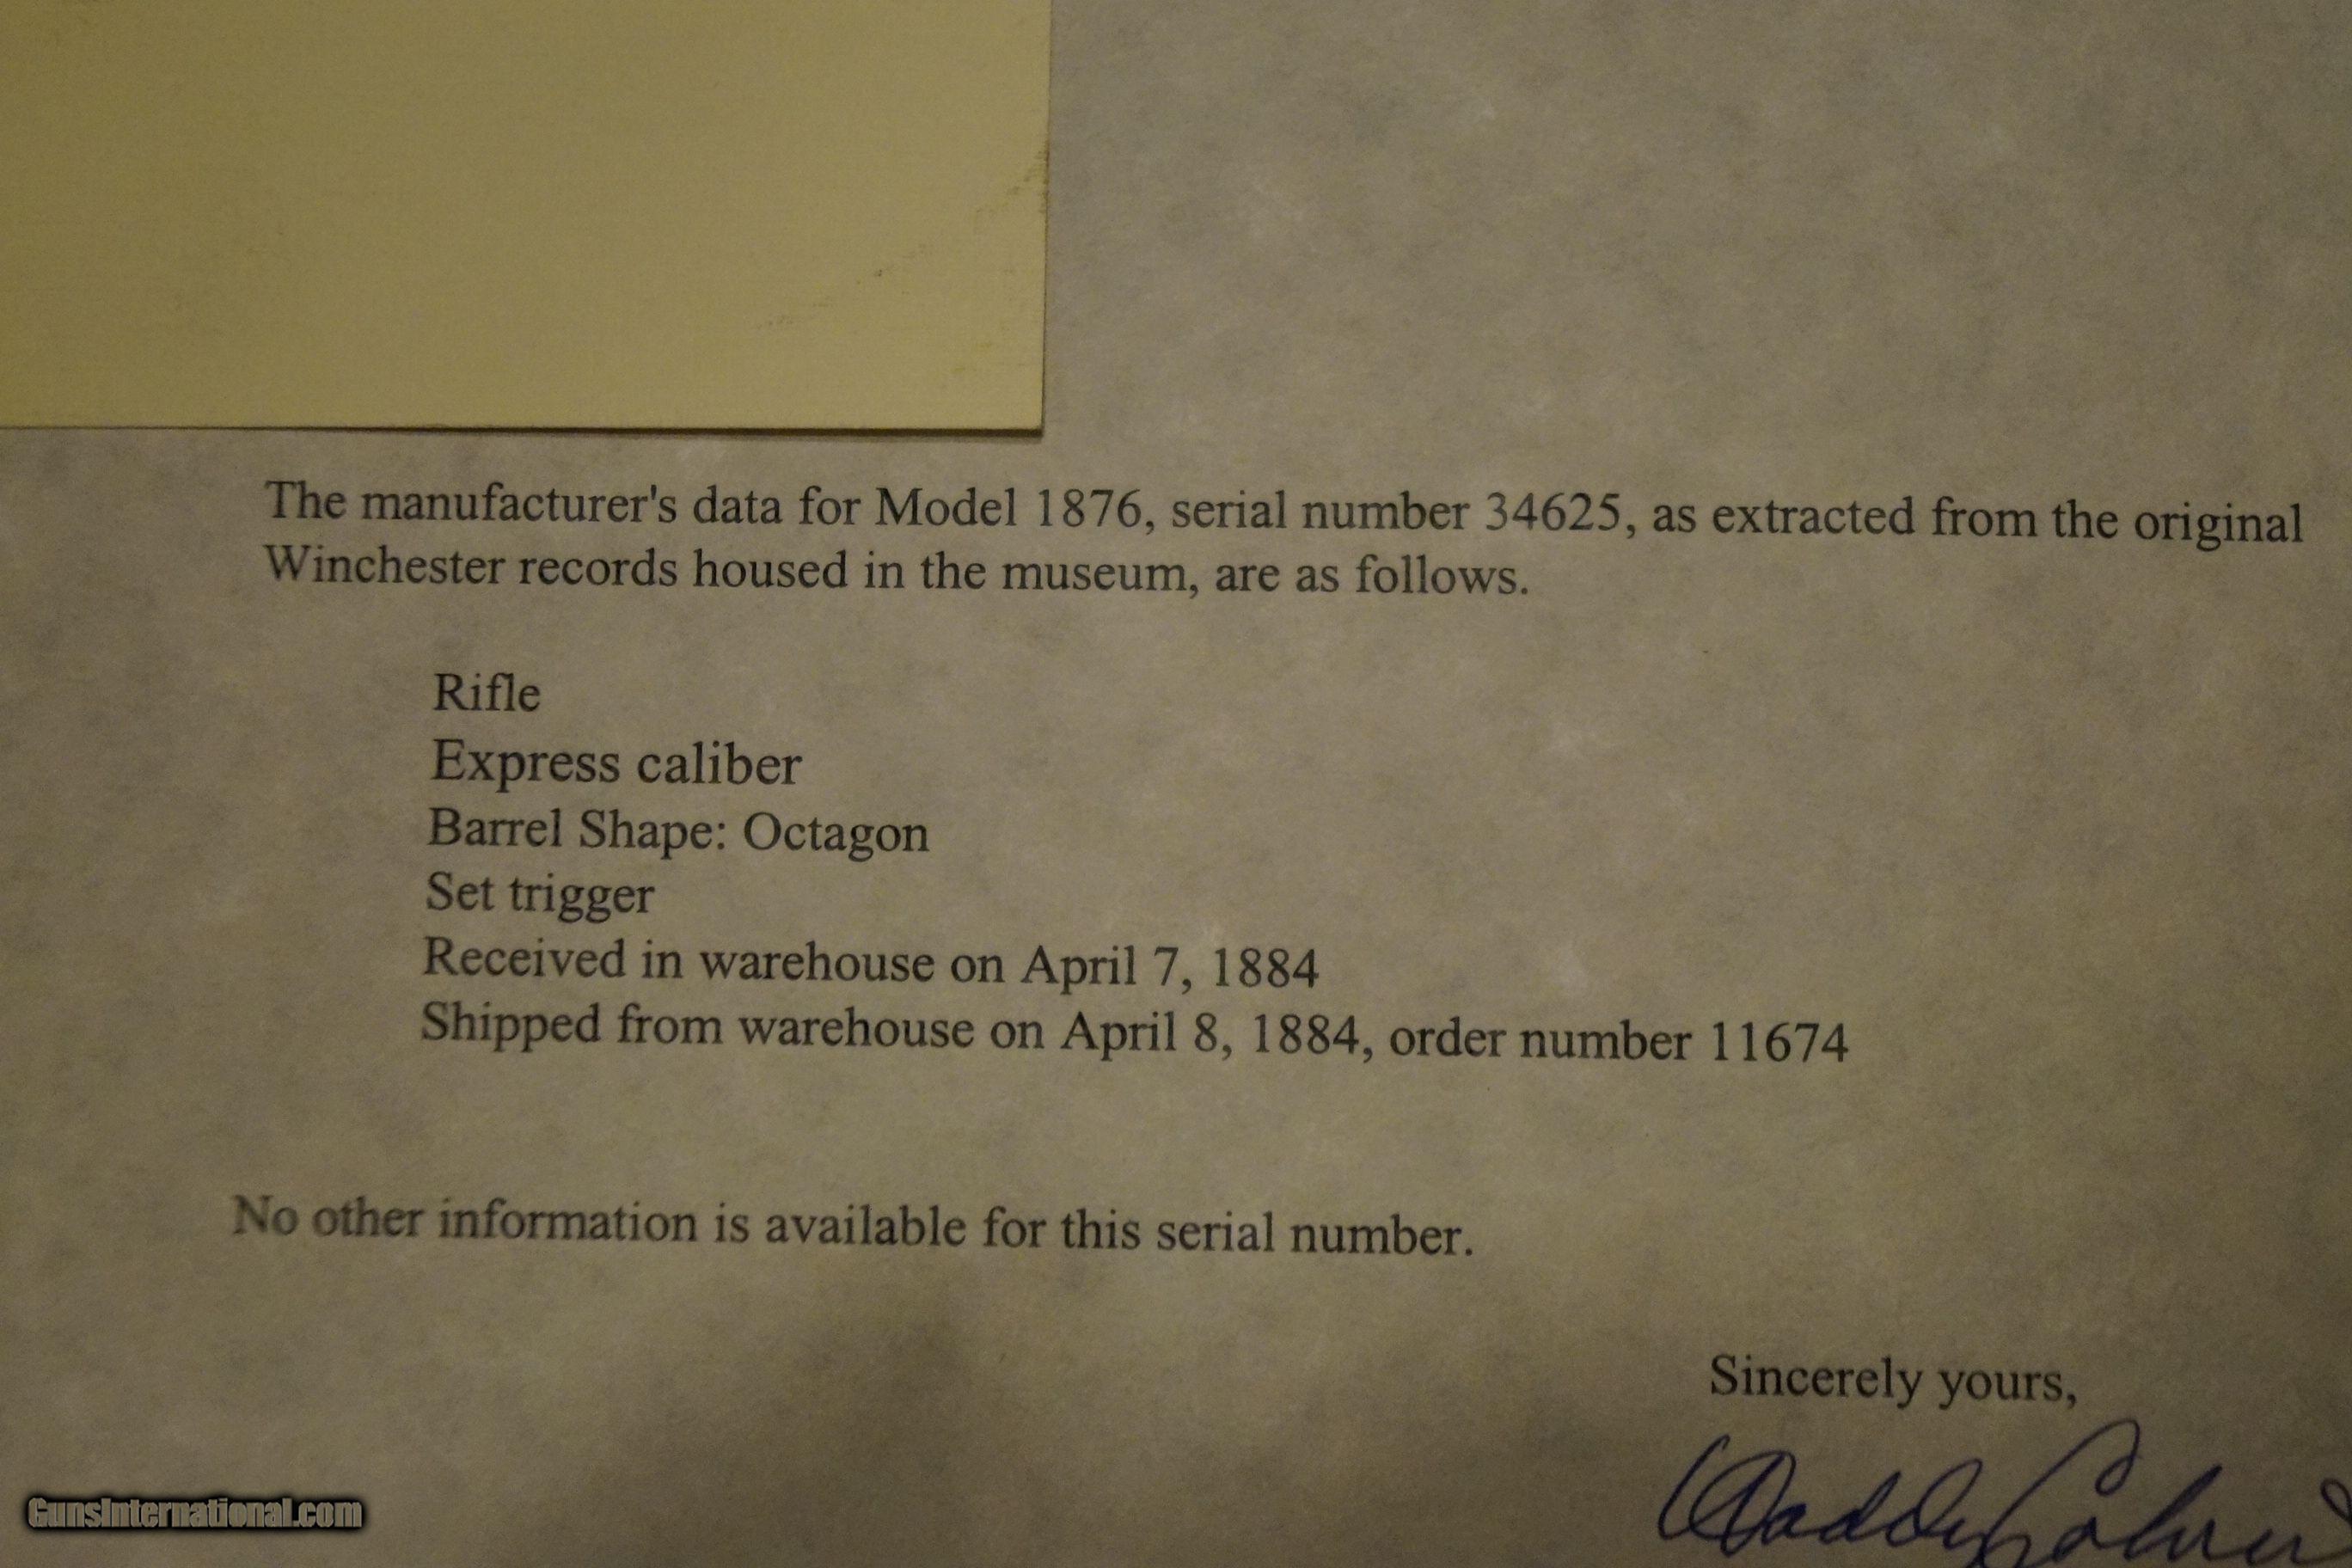 The manufacturer's data for Model 1876, serial number 34625, as extracted from the original
Winchester records housed in the museum, are as follows.
Rifle
Express caliber
Barrel Shape: Octagon
Set trigger
Received in warehouse on April 7, 1884
Shipped from warehouse on April 8, 1884, order number 11674
No other information is available for this serial number.
Sincerely yours,
GunsInternational.com